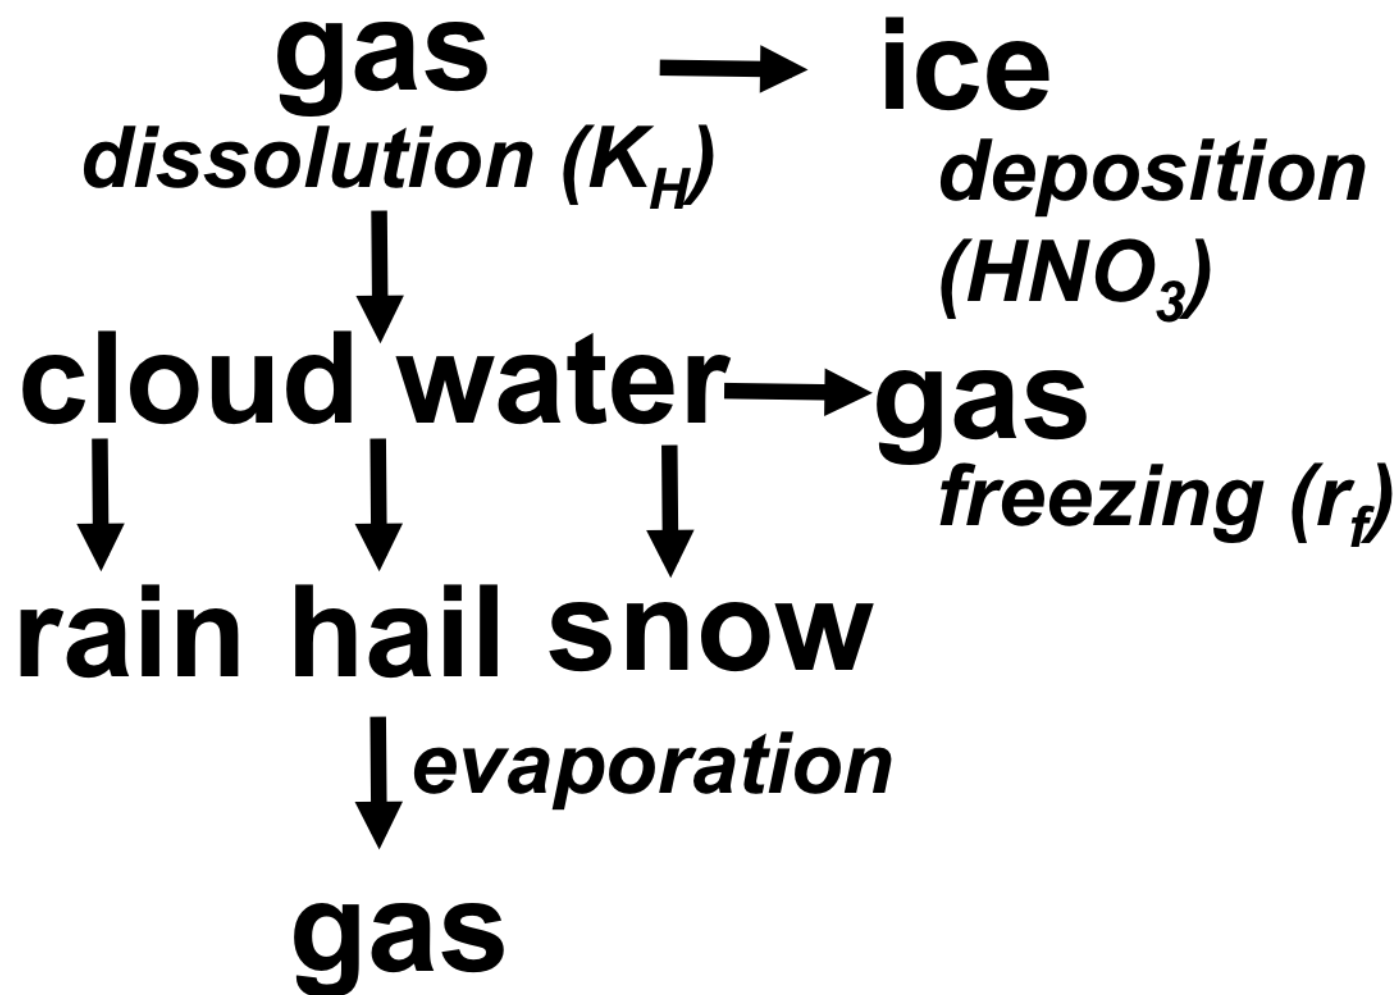 gas ice
dissolution (K_H) deposition
(HNO_3)
cloud water gas
freezing (r_f)
rain hail snow
evaporation
gas